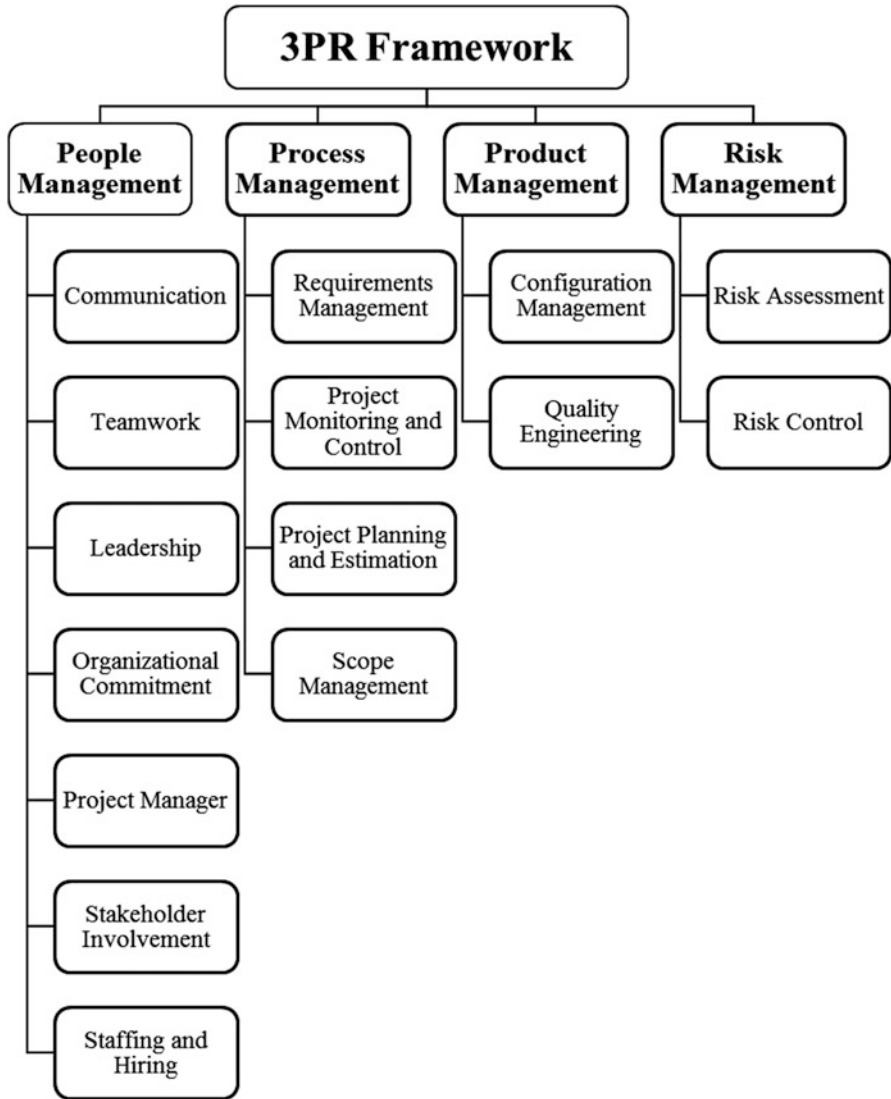 3PR Framework
People
Management
Process
Management
Product
Management
Risk
Management
Communication
Teamwork
Leadership
Organizational
Commitment
Project Manager
Stakeholder
Involvement
Staffing and
Hiring
Requirements
Management
Project
Monitoring and
Control
Project Planning
and Estimation
Scope
Management
Configuration
Management
Quality
Engineering
Risk Assessment
Risk Control